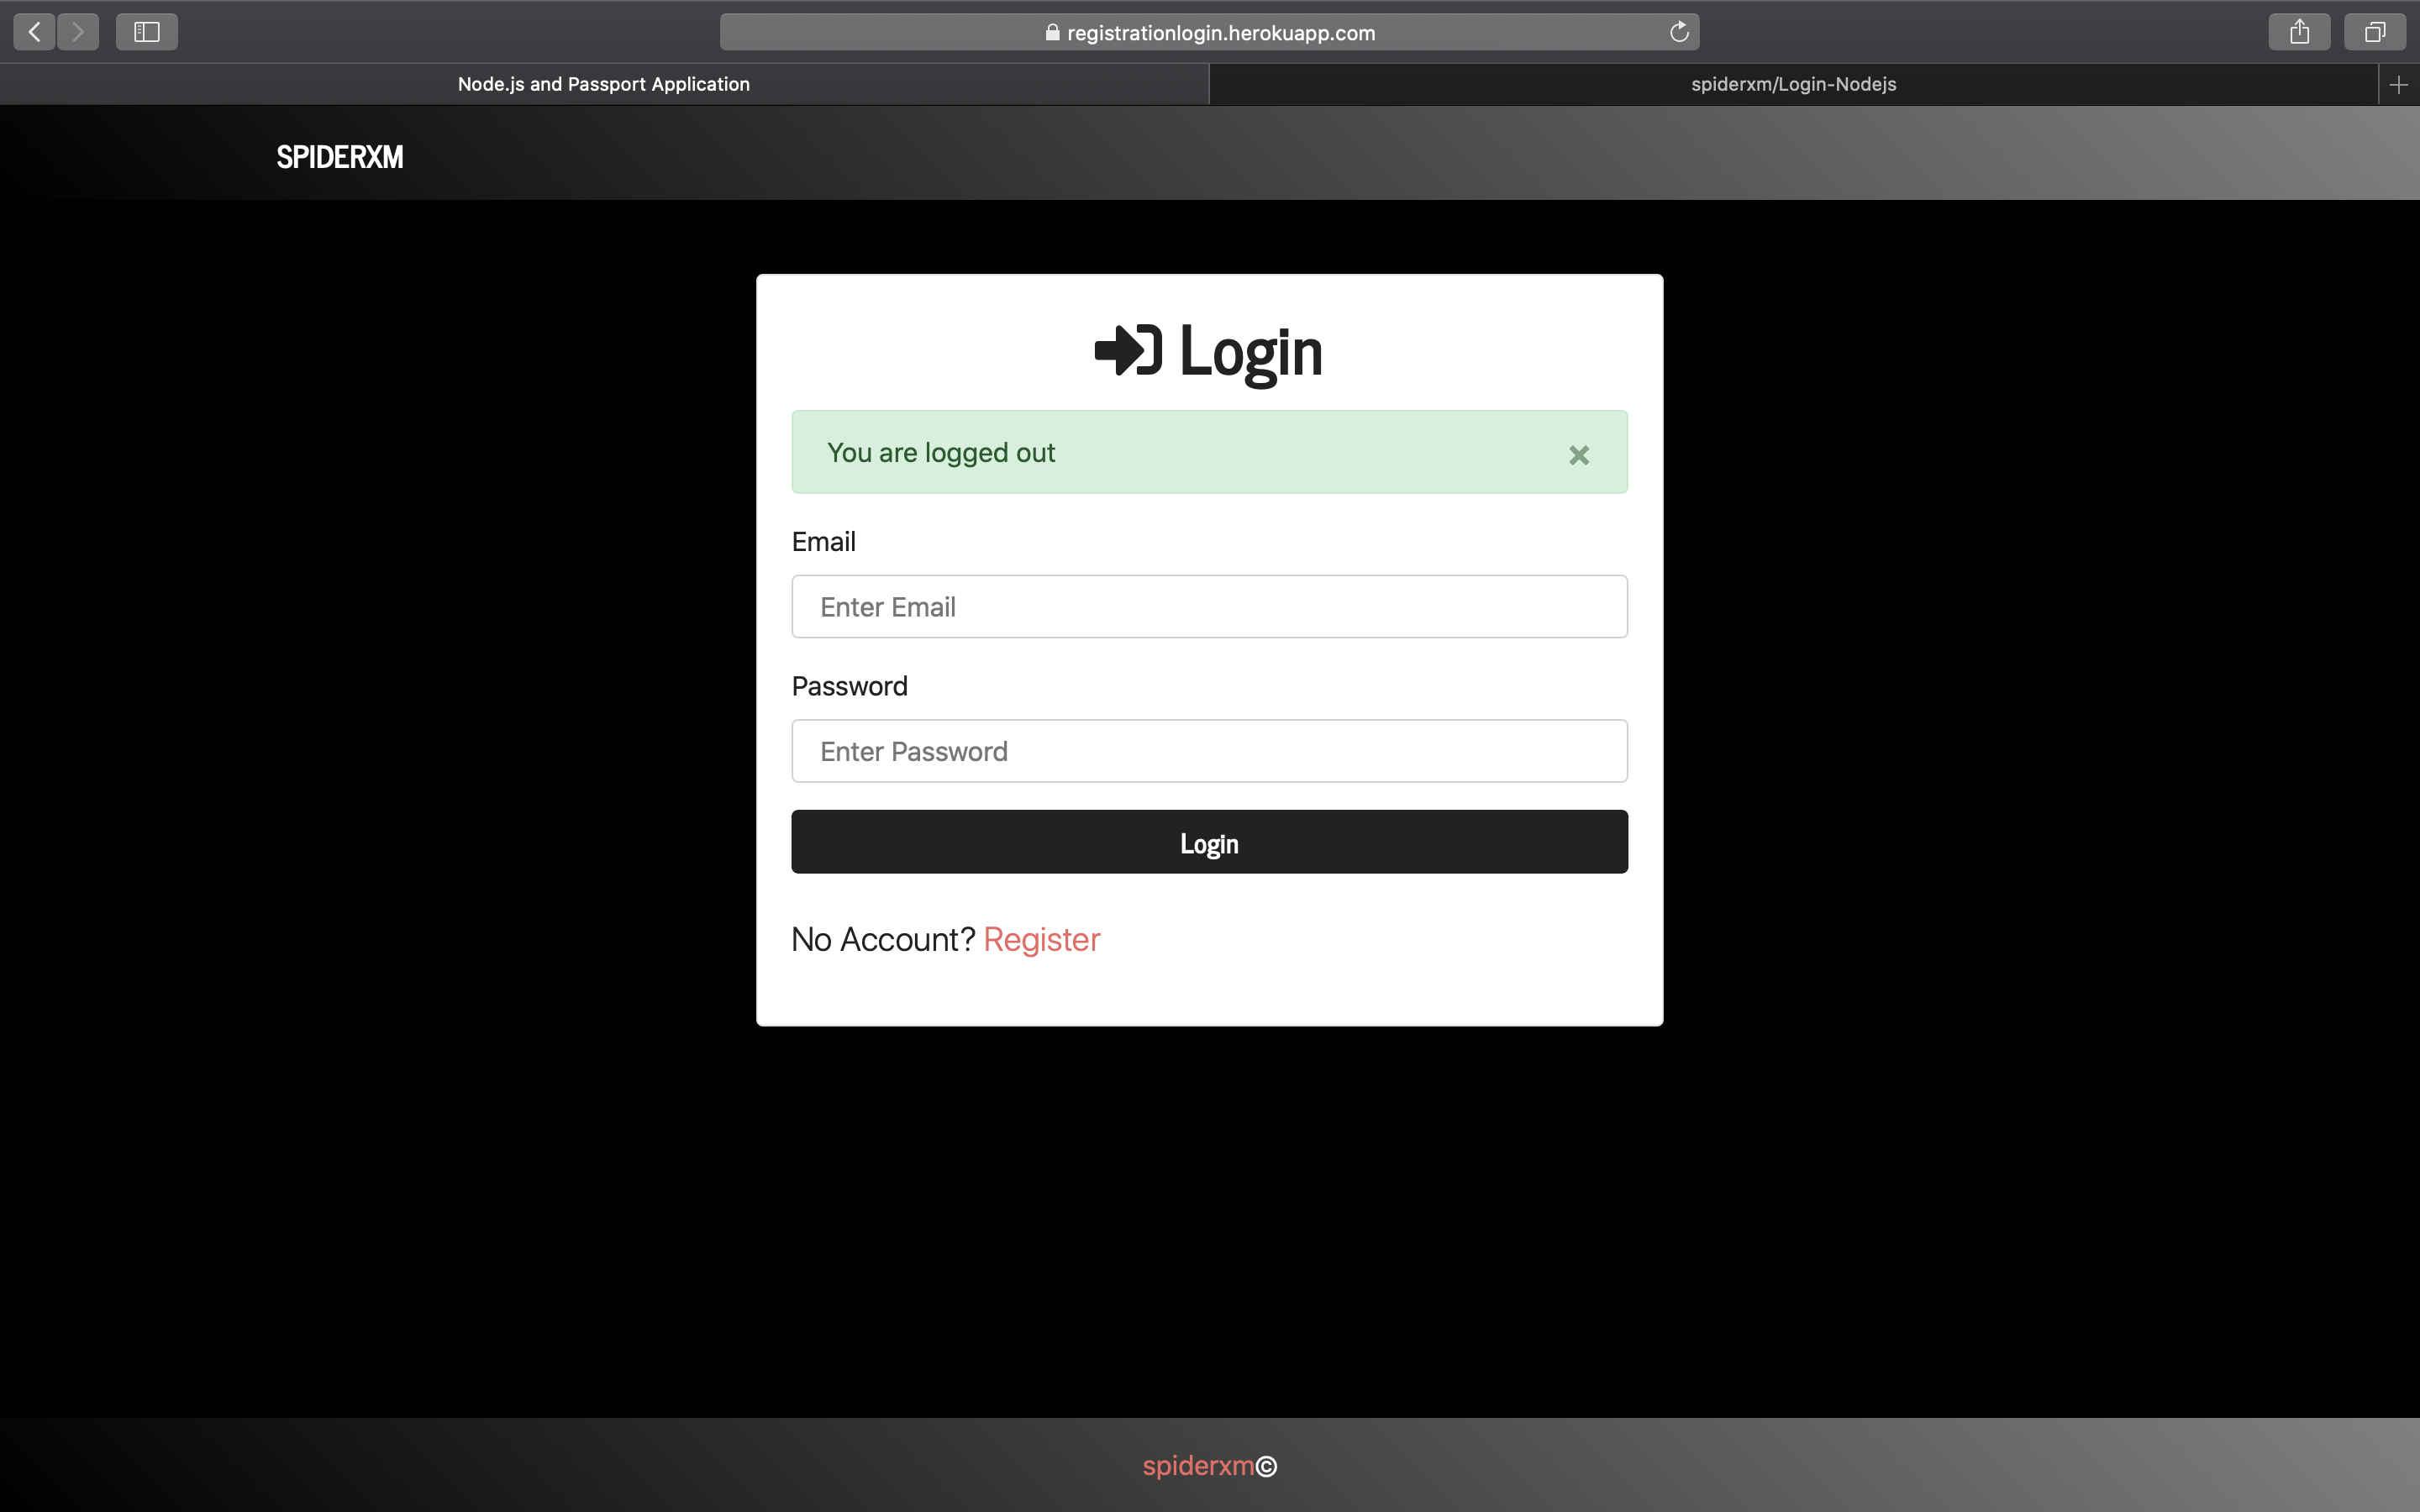 registrationlogin.herokuapp.com
Node.js and Passport Application
spiderxm/Login-Nodejs
SPIDERXM
Login
You are logged out
Email
Enter Email
Password
Enter Password
Login
No Account? Register
spiderxm©